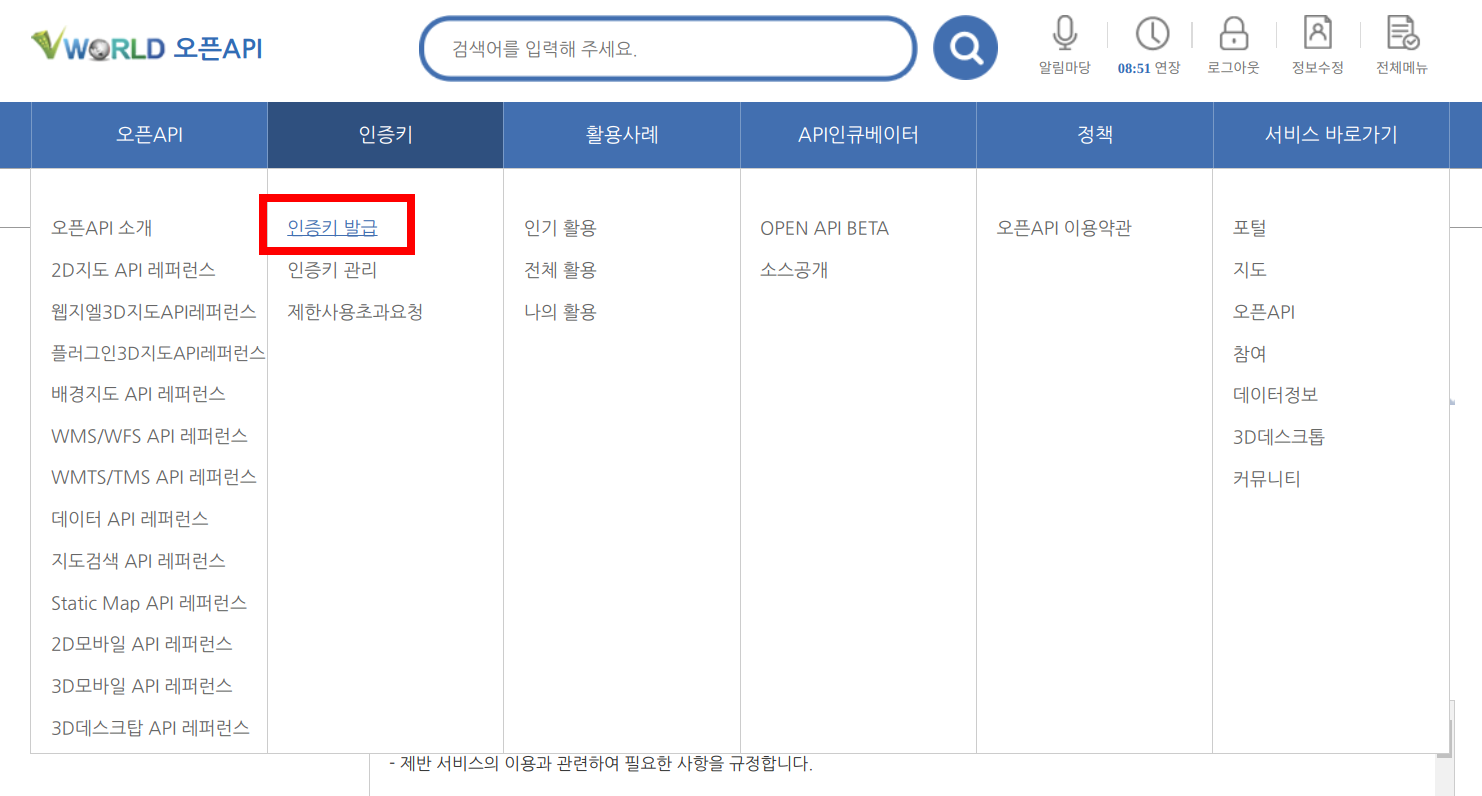 VWORLD 오픈API
검색어를 입력해 주세요.
알림마당
08:51 연장
로그아웃
정보수정
전체메뉴
오픈API
인증키
활용사례
API인큐베이터
정책
서비스 바로가기
오픈API 소개
2D지도 API 레퍼런스
웹지엘3D지도API레퍼런스
플러그인3D지도API레퍼런스
배경지도 API 레퍼런스
WMS/WFS API 레퍼런스
WMTS/TMS API 레퍼런스
데이터 API 레퍼런스
지도검색 API 레퍼런스
Static Map API 레퍼런스
2D모바일 API 레퍼런스
3D모바일 API 레퍼런스
3D데스크탑 API 레퍼런스
인증키 발급
인증키 관리
제한사용초과요청
인기 활용
전체 활용
나의 활용
OPEN API BETA
소스공개
오픈API 이용약관
포털
지도
오픈API
참여
데이터정보
3D데스크톱
커뮤니티
- 제반 서비스의 이용과 관련하여 필요한 사항을 규정합니다.